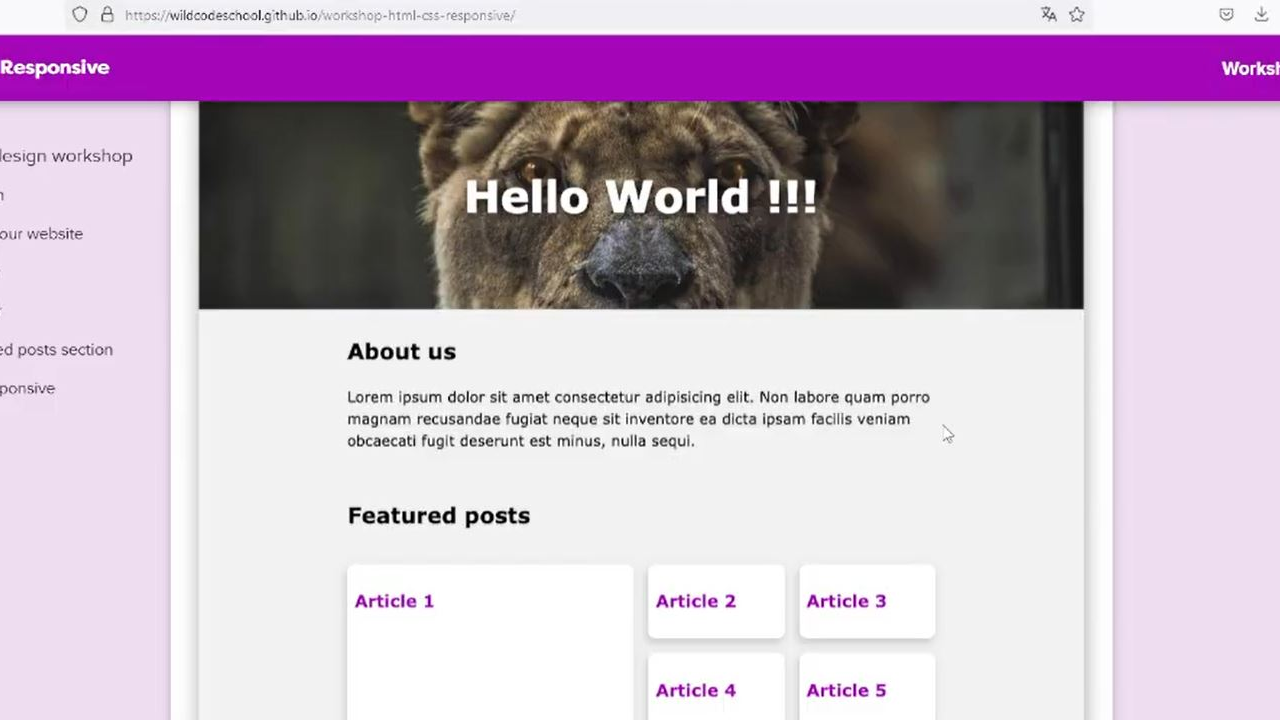 https://wildcodeschool.github.io/workshop-html-css-responsive/
Responsive
design workshop
our website
posts section
Hello World !!!
About us
Lorem ipsum dolor sit amet consectetur adipisicing elit. Non labore quam porro
magnam recusandae fugiat neque sit inventore ea dicta ipsam facilis veniam
obcaecati fugit deserunt est minus, nulla sequi.
Featured posts
Article 1
Article 2
Article 3
Article 4
Article 5